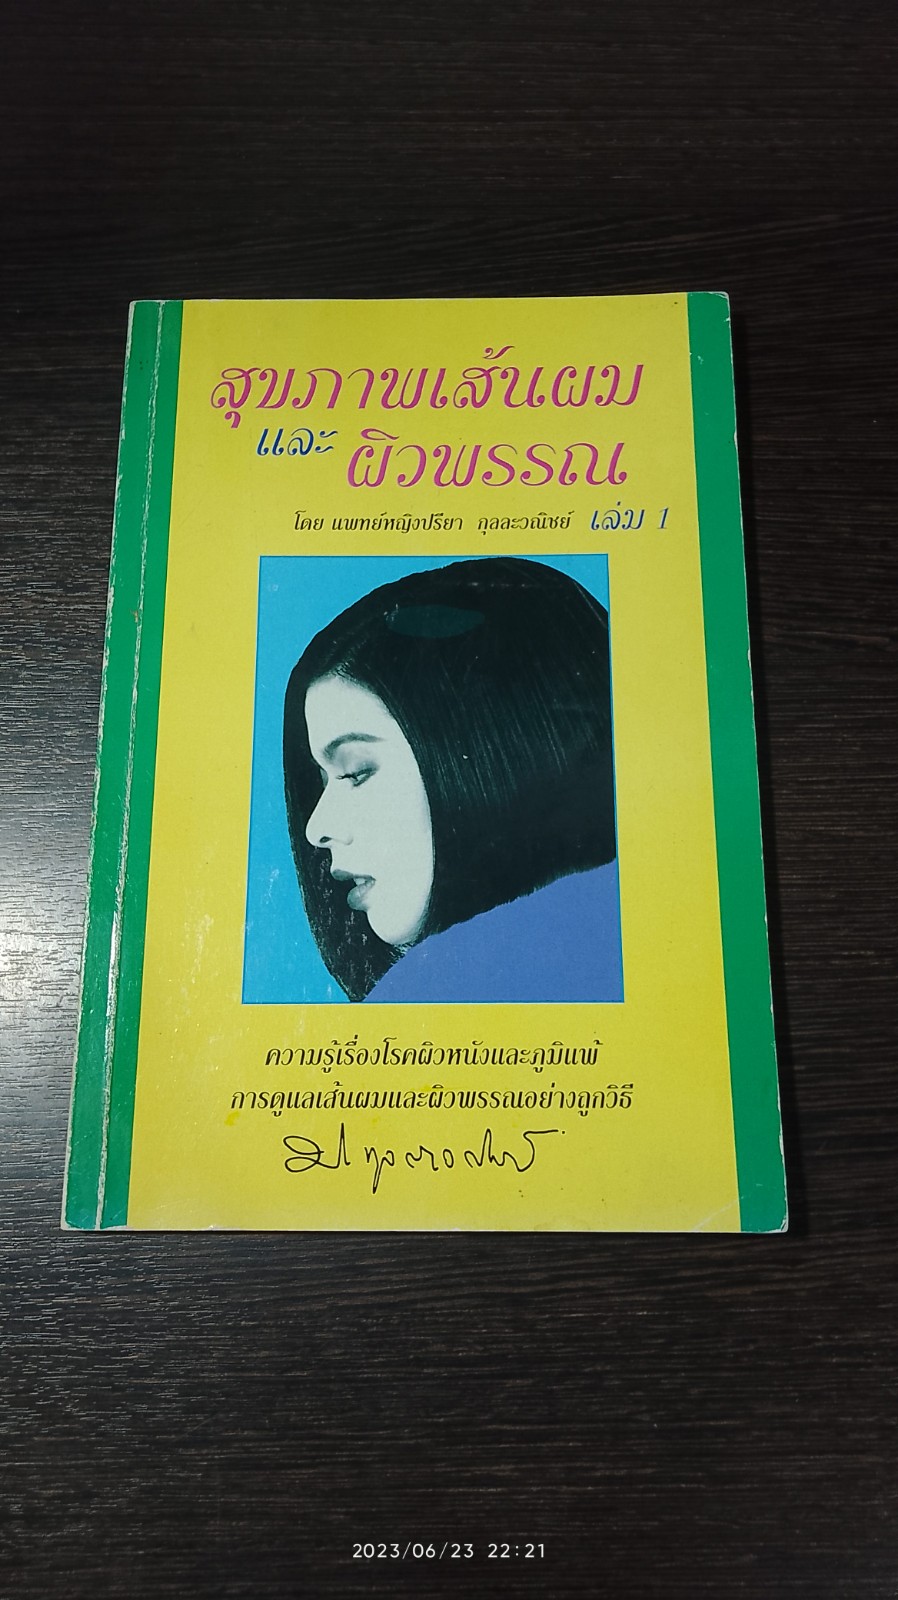 สุขภาพเส้นผม
และ ผิวพรรณ
โดย แพทย์หญิงปรียา กุลละวณิชย์ เล่ม 1
ความรู้เรื่องโรคผิวหนังและภูมิแพ้
การดูแลเส้นผมและผิวพรรณอย่างถูกวิธี
2023/06/23 22:21